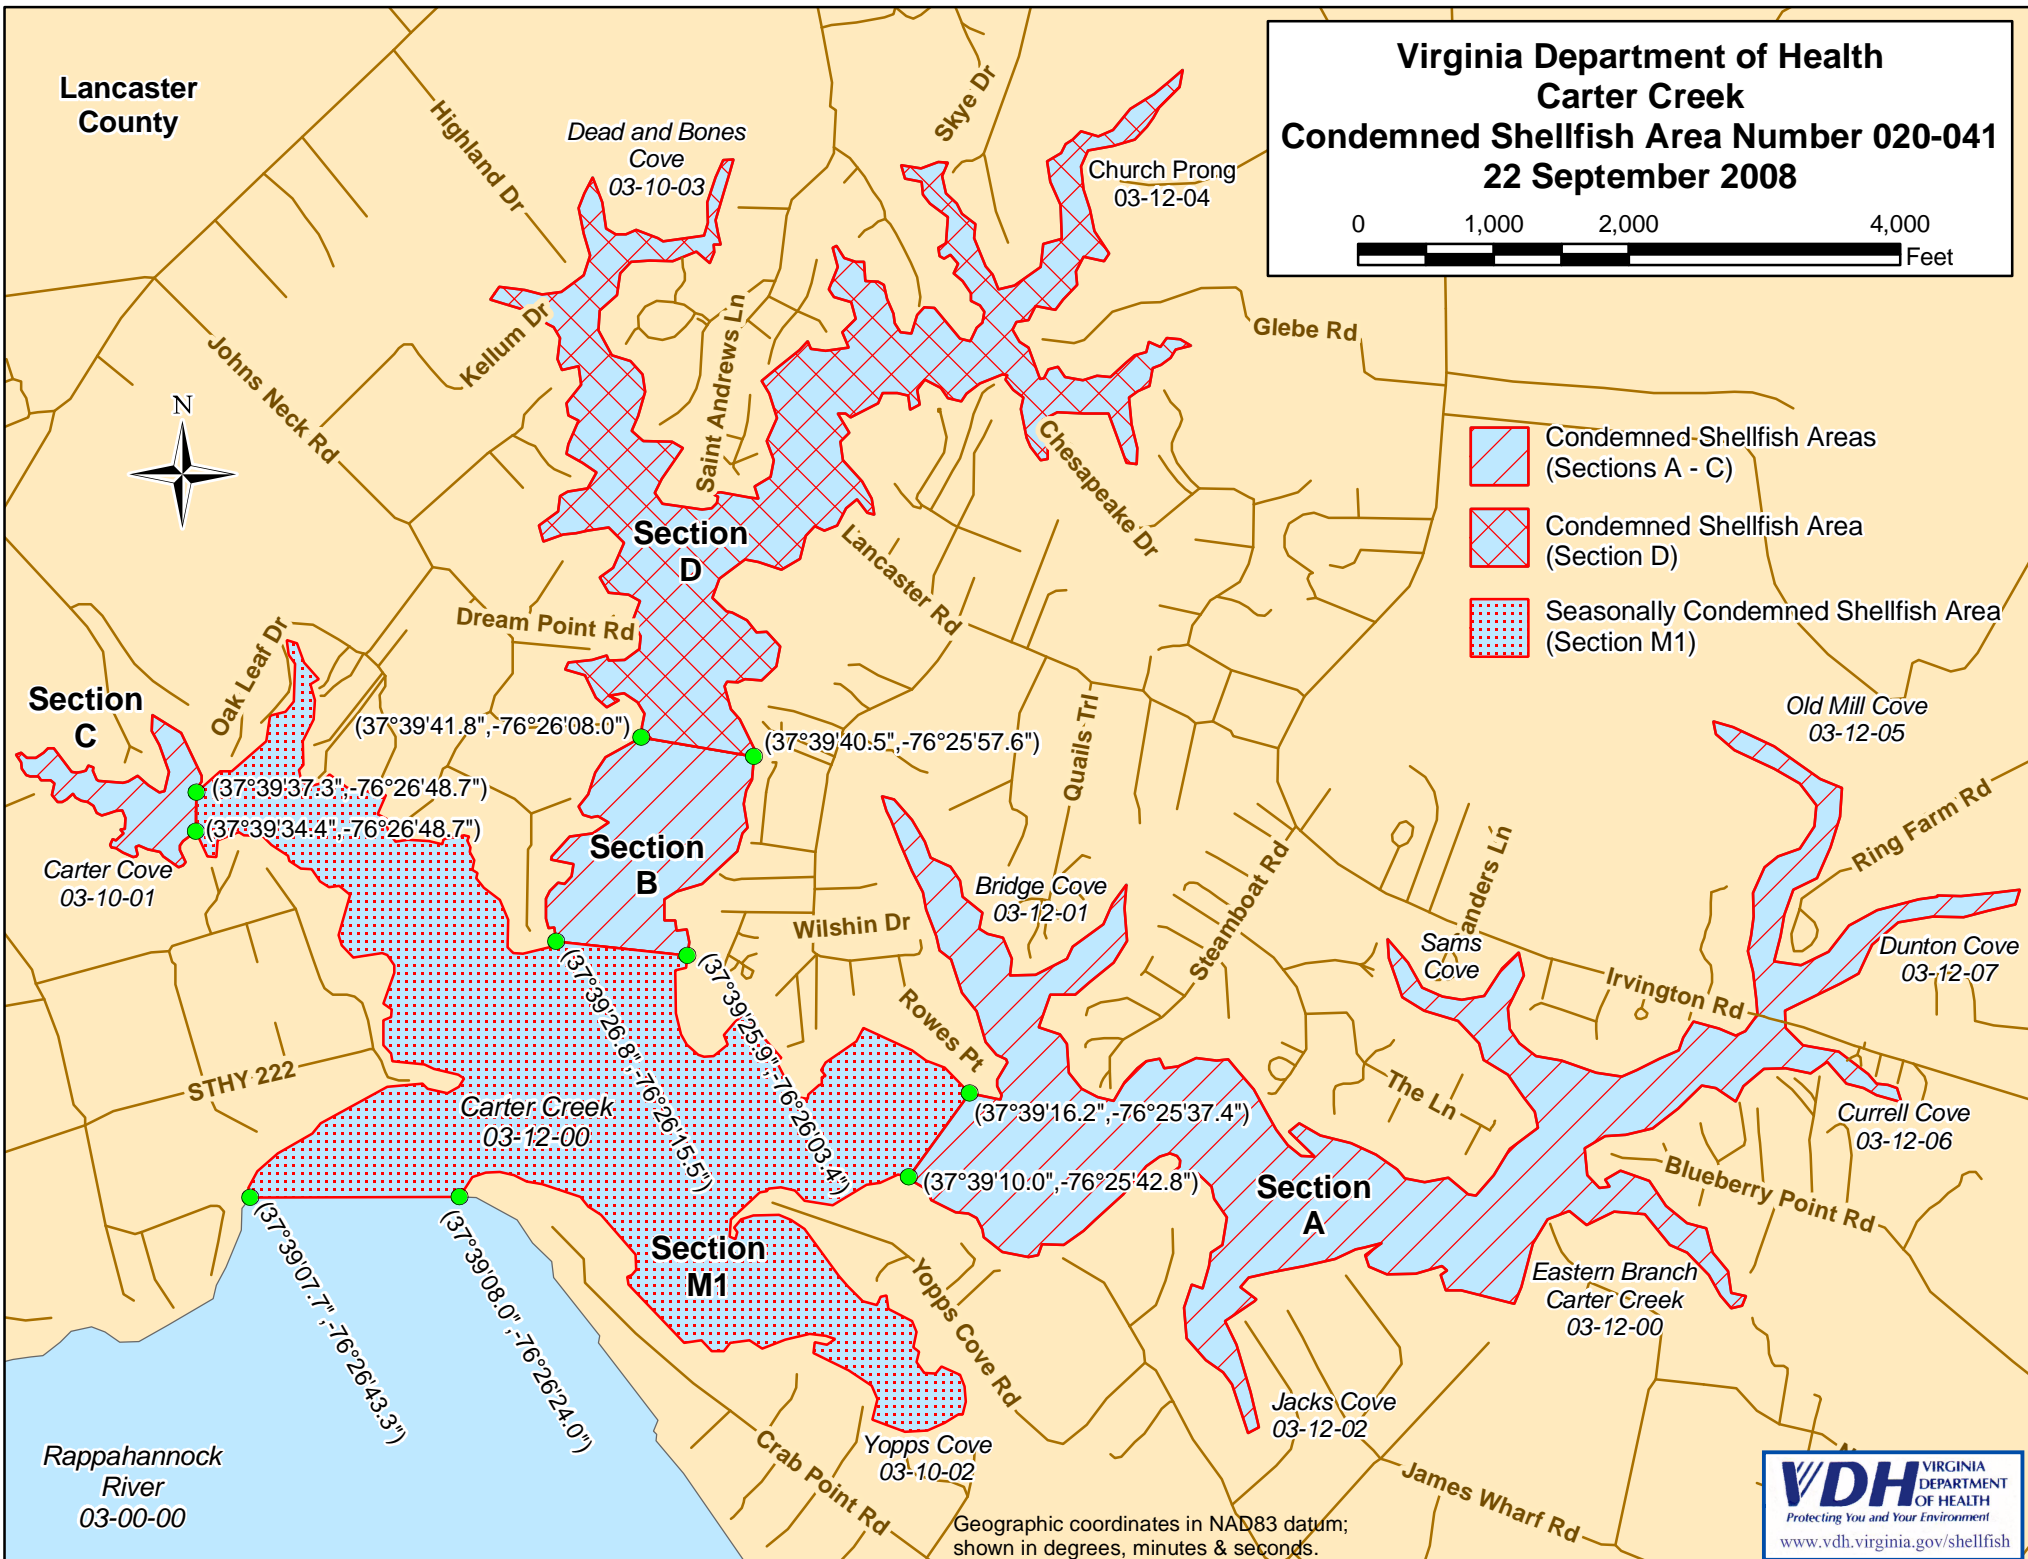 Virginia Department of Health
Carter Creek
Condemned Shellfish Area Number 020-041
22 September 2008
0 1,000 2,000 4,000
Feet
Lancaster
County
Highland Dr
Dead and Bones
Cove
03-10-03
Skye Dr
Church Prong
03-12-04
Glebe Rd
Kellum Dr
Johns Neck Rd
Saint Andrews Ln
N
Chesapeake Dr
Condemned Shellfish Areas
(Sections A - C)
Condemned Shellfish Area
(Section D)
Seasonally Condemned Shellfish Area
(Section M1)
Section
D
Lancaster Rd
Dream Point Rd
Oak Leaf Dr
Section
C
(37°39'41.8",-76°26'08.0")
(37°39'40.5",-76°25'57.6")
Quails Trl
Old Mill Cove
03-12-05
(37°39'37.3",-76°26'48.7")
(37°39'34.4",-76°26'48.7")
Carter Cove
03-10-01
Section
B
Ring Farm Rd
Bridge Cove
03-12-01
Steamboat Rd
anders Ln
Wilshin Dr
Sams
Cove
Dunton Cove
03-12-07
Irvington Rd
(37°39'26.8",-76°26'15.5")
(37°39'25.9",-76°26'03.4")
Rowes Pt
STHY 222
Carter Creek
03-12-00
The Ln
(37°39'16.2",-76°25'37.4")
Currell Cove
03-12-06
(37°39'10.0",-76°25'42.8")
Section
A
Blueberry Point Rd
(37°39'07.7",-76°26'43.3")
(37°39'08.0",-76°26'24.0")
Section
M1
Yopps Cove Rd
Eastern Branch
Carter Creek
03-12-00
Jacks Cove
03-12-02
Yopps Cove
03-10-02
Crab Point Rd
James Wharf Rd
Rappahannock
River
03-00-00
Geographic coordinates in NAD83 datum;
shown in degrees, minutes & seconds.
VDH VIRGINIA
DEPARTMENT
OF HEALTH
Protecting You and Your Environment
www.vdh.virginia.gov/shellfish